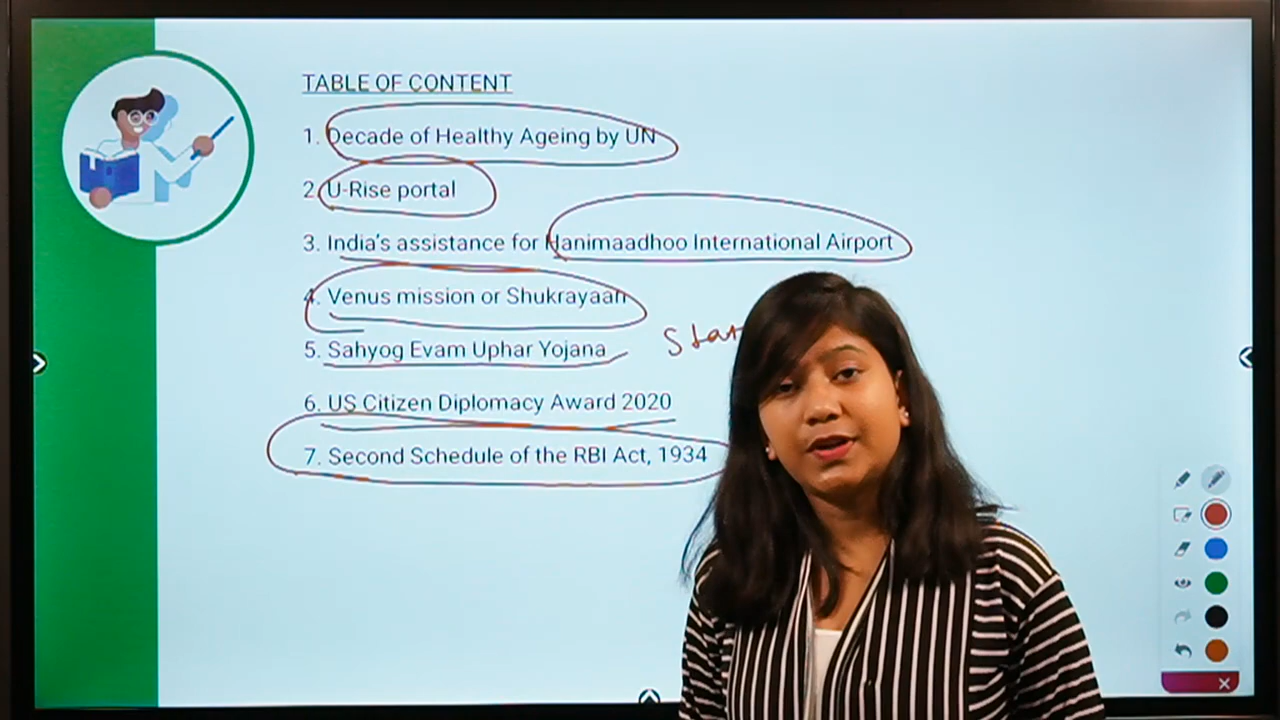 TABLE OF CONTENT
1. Decade of Healthy Ageing by UN
2. U-Rise portal
3. India's assistance for Hanimaadhoo International Airport
4. Venus mission or Shukrayaan
5. Sahyog Evam Uphar Yojana
6. US Citizen Diplomacy Award 2020
7. Second Schedule of the RBI Act, 1934